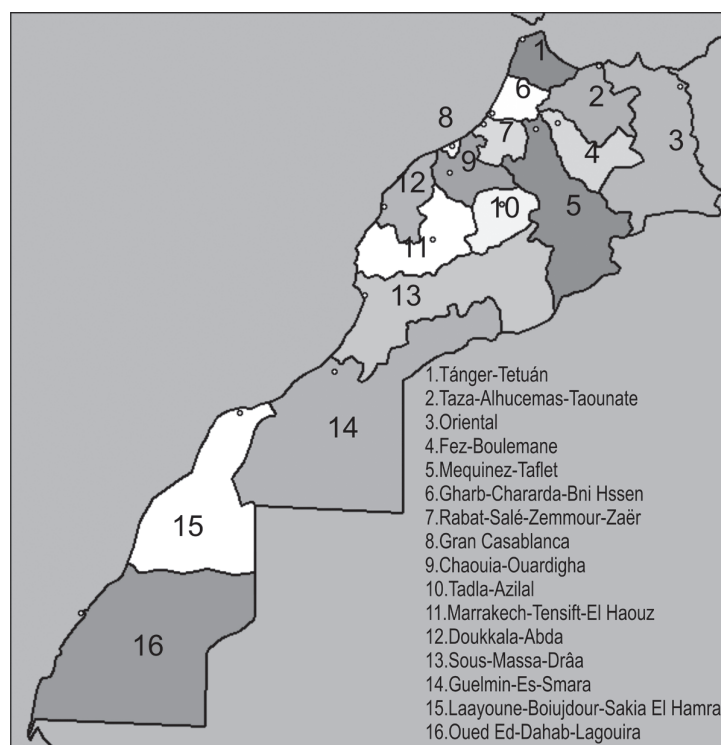 1
6
2
8
7
3
9
4
12
10
5
11
13
14
15
16
1.Tánger-Tetuán
2.Taza-Alhucemas-Taounate
3.Oriental
4.Fez-Boulemane
5.Mequinez-Taflet
6.Gharb-Chararda-Bni Hssen
7.Rabat-Salé-Zemmour-Zaër
8.Gran Casablanca
9.Chaouia-Ouardigha
10.Tadla-Azilal
11.Marrakech-Tensift-El Haouz
12.Doukkala-Abda
13.Sous-Massa-Drâa
14.Guelmin-Es-Smara
15.Laayoune-Boiujdour-Sakia El Hamra
16.Oued Ed-Dahab-Lagouira